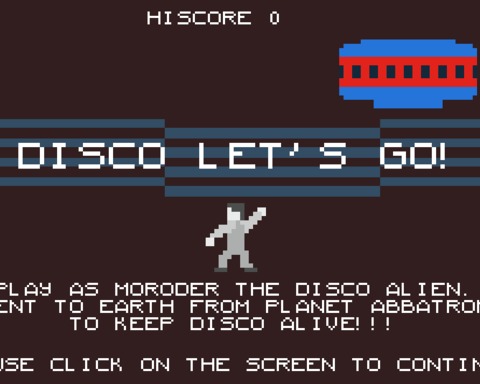 HISCORE 0
DISCO LET'S GO!
PLAY AS MORODER THE DISCO ALIEN.
ENT TO EARTH FROM PLANET ABBATRON
TO KEEP DISCO ALIVE!!!
USE CLICK ON THE SCREEN TO CONTIN